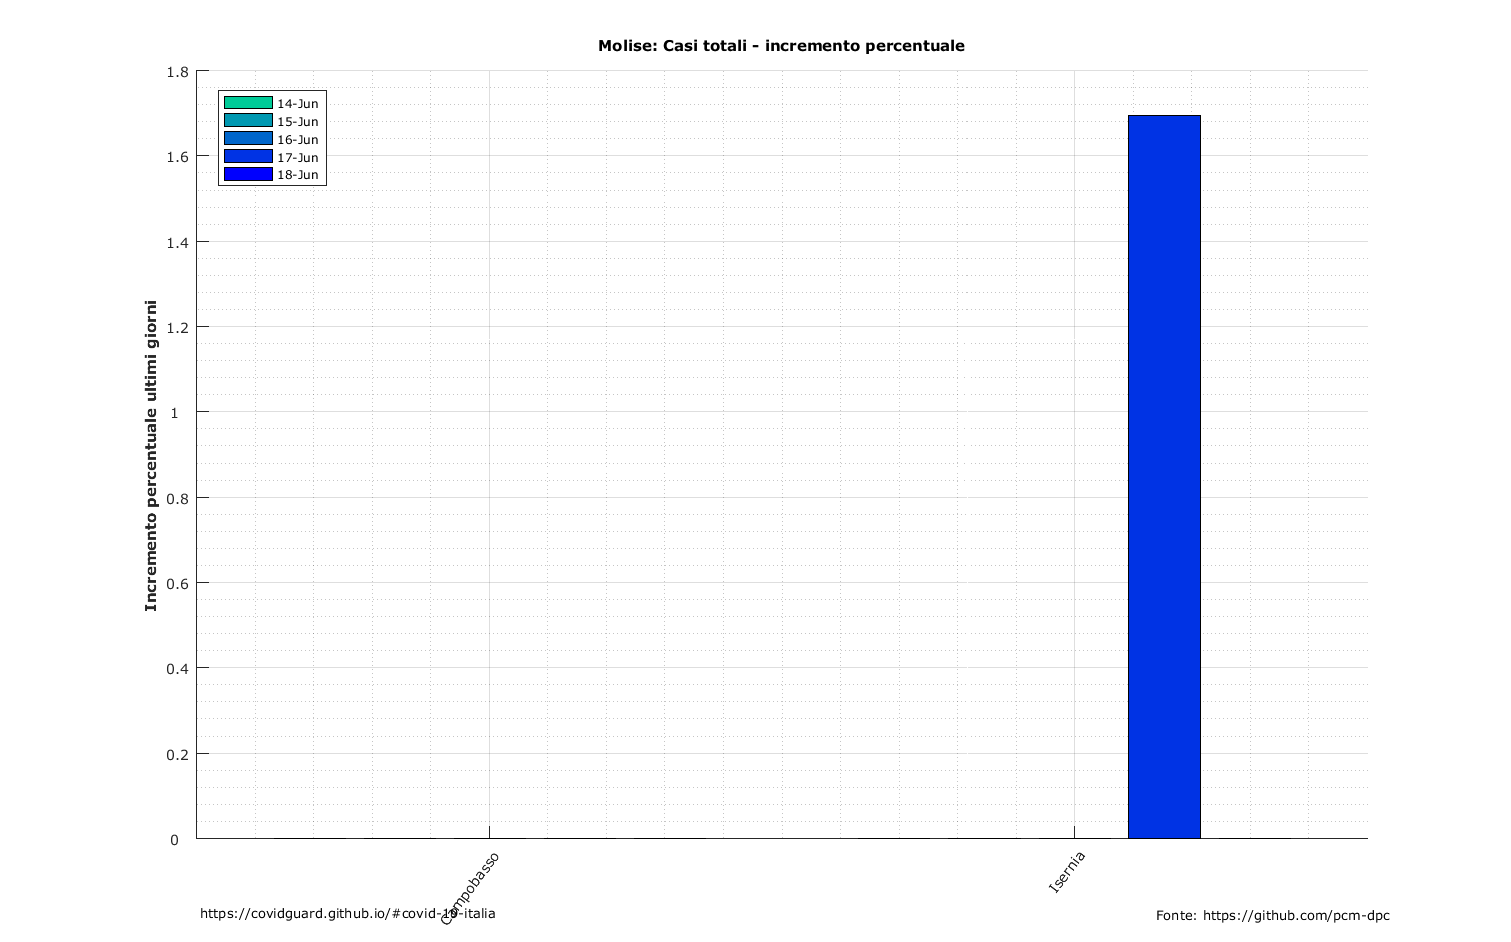 Molise: Casi totali - incremento percentuale
1.8
1.6
1.4
1.2
1
0.8
0.6
0.4
0.2
0
Incremento percentuale ultimi giorni
14-Jun
15-Jun
16-Jun
17-Jun
18-Jun
Campobasso
Isernia
https://covidguard.github.io/#covid-19-italia
Fonte: https://github.com/pcm-dpc